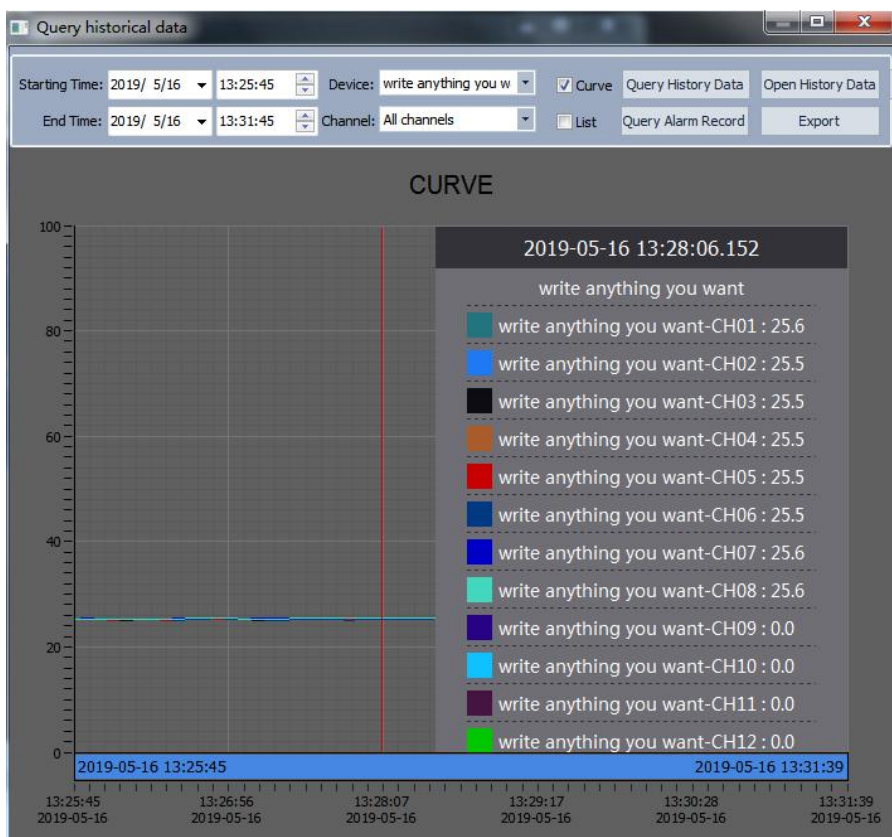 Query historical data
Starting Time: 2019/ 5/16 13:25:45 Device: write anything you w Curve Query History Data Open History Data
End Time: 2019/ 5/16 13:31:45 Channel: All channels List Query Alarm Record Export
CURVE
100
80
60
40
20
0
2019-05-16 13:28:06.152
write anything you want
write anything you want-CH01 : 25.6
write anything you want-CH02 : 25.5
write anything you want-CH03 : 25.5
write anything you want-CH04 : 25.5
write anything you want-CH05 : 25.5
write anything you want-CH06 : 25.5
write anything you want-CH07 : 25.6
write anything you want-CH08 : 25.6
write anything you want-CH09 : 0.0
write anything you want-CH10 : 0.0
write anything you want-CH11 : 0.0
write anything you want-CH12 : 0.0
2019-05-16 13:25:45 2019-05-16 13:31:39
13:25:45 13:26:56 13:28:07 13:29:17 13:30:28 13:31:39
2019-05-16 2019-05-16 2019-05-16 2019-05-16 2019-05-16 2019-05-16